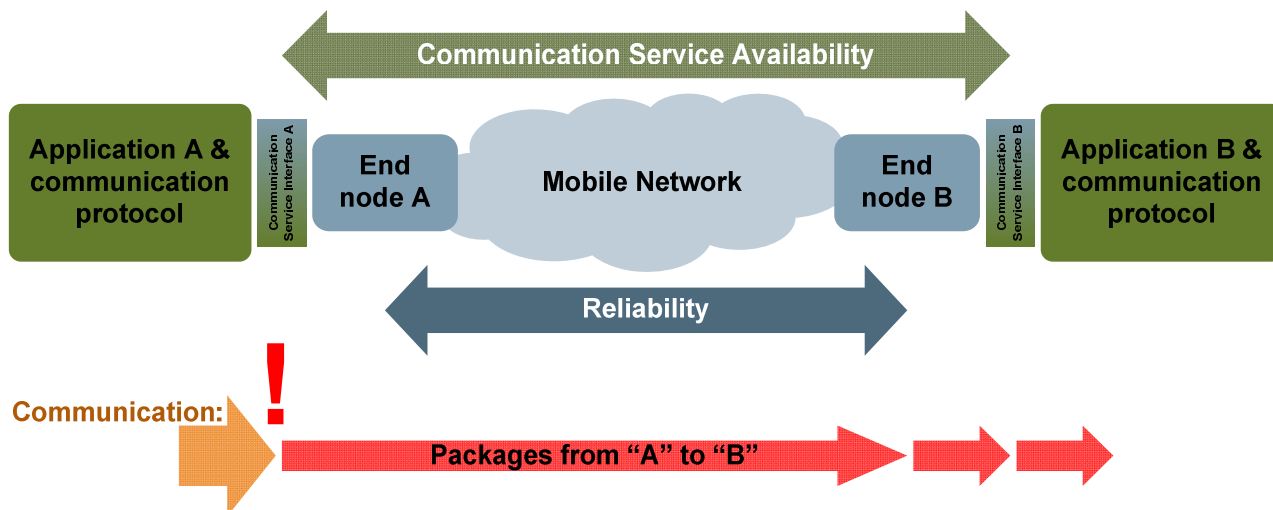 Communication Service Availability
Application A &
communication
protocol
Communication
Service Interface A
End
node A
Mobile Network
End
node B
Communication
Service Interface B
Application B &
communication
protocol
Reliability
!
Communication:
Packages from “A” to “B”